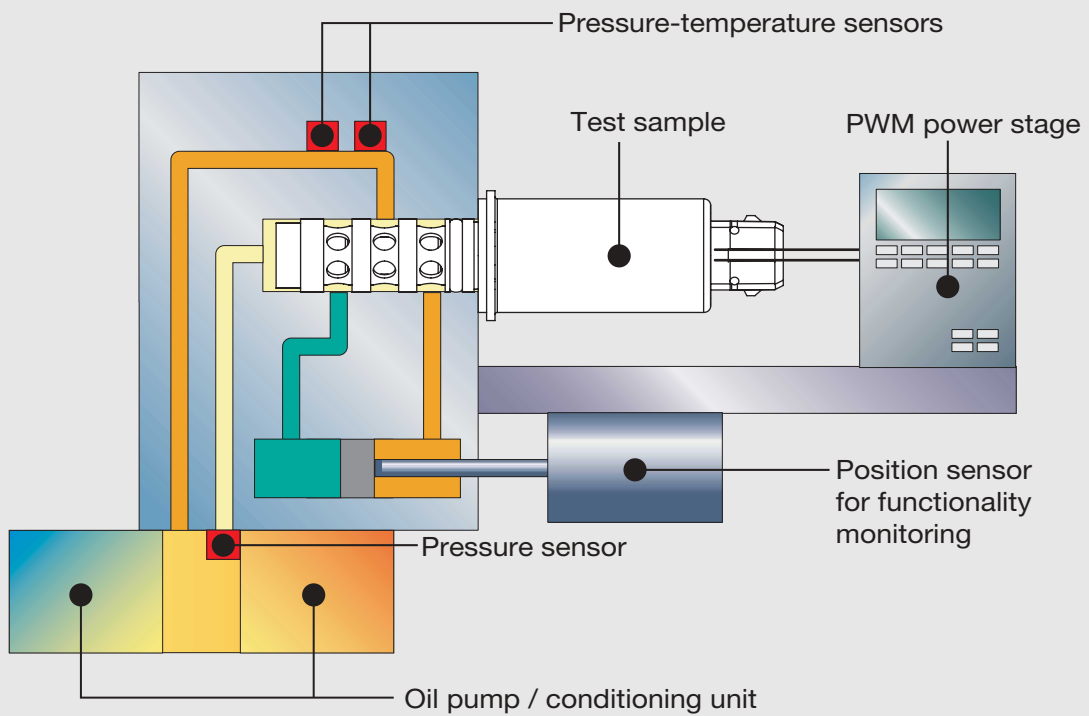 Pressure-temperature sensors
Test sample
PWM power stage
Position sensor
for functionality
monitoring
Pressure sensor
Oil pump / conditioning unit